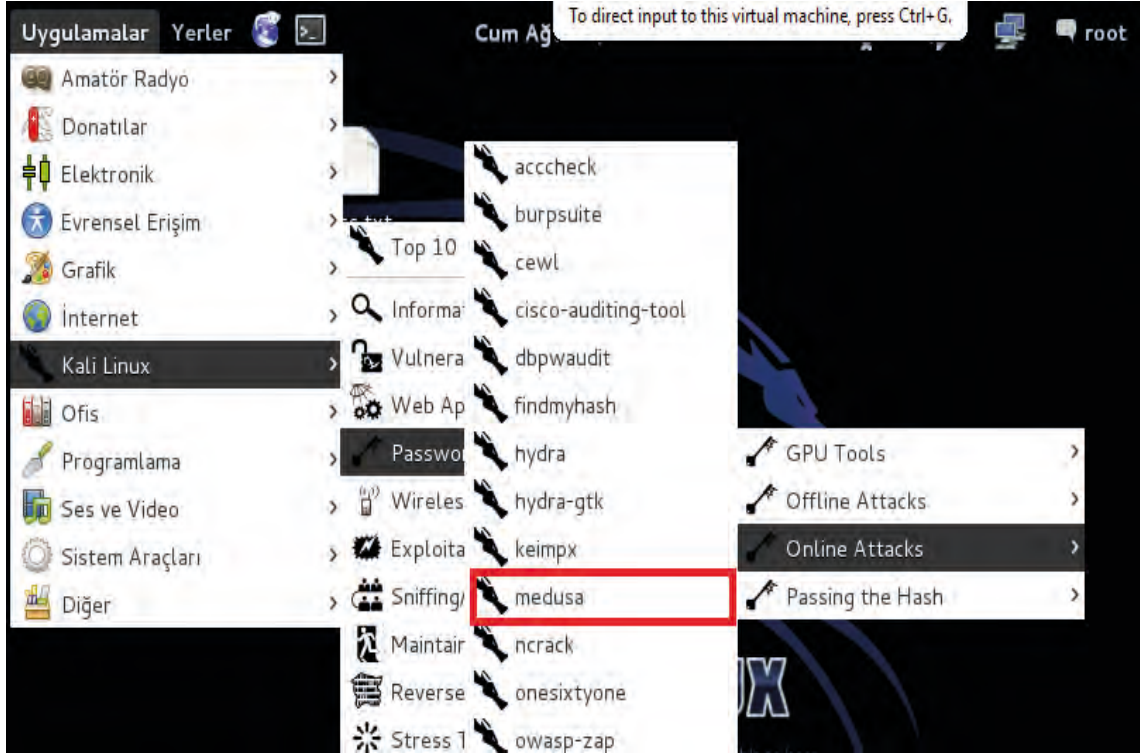 To direct input to this virtual machine, press Ctrl+G.
Uygulamalar Yerler Cum Ağ root
Amatör Radyo
Donatılar
Elektronik
Evrensel Erişim
Grafik
İnternet
Kali Linux
Ofis
Programlama
Ses ve Video
Sistem Araçları
Diğer
Top 10
Informa
Vulnera
Web Ap
Passwo
Wireles
Exploita
Sniffing/
Maintair
Reverse
Stress T
acccheck
burpsuite
cewl
cisco-auditing-tool
dbpwaudit
findmyhash
hydra
hydra-gtk
keimpx
medusa
ncrack
onesixtyone
owasp-zap
GPU Tools
Offline Attacks
Online Attacks
Passing the Hash
UX